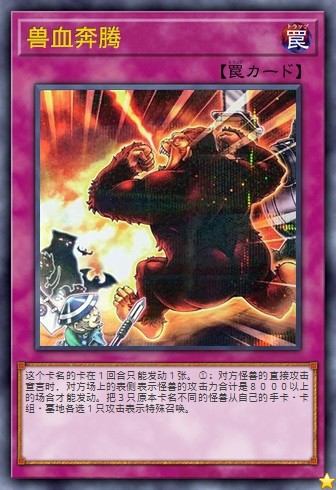 兽血奔腾
トラップ
罠
【罠カード】
这个卡名的卡在1回合只能发动1张。①：对方怪兽的直接攻击
宣言时，对方场上的表侧表示怪兽的攻击力合计是8000以上
的场合才能发动。把3只原本卡名不同的怪兽从自己的手卡・卡
组・墓地各选1只攻击表示特殊召唤。